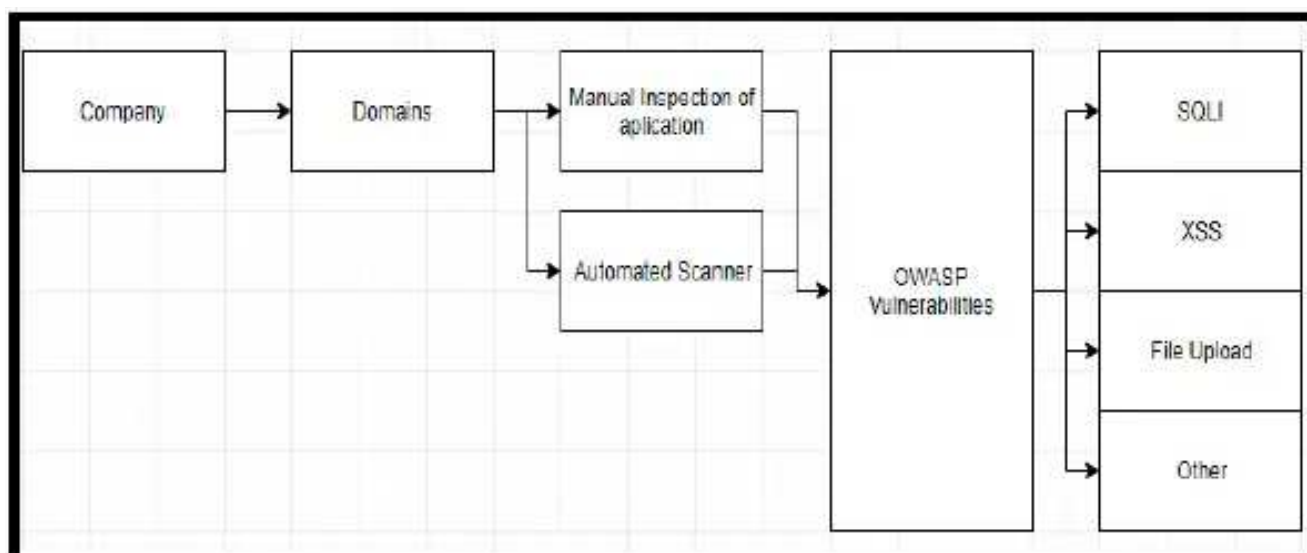 Company
Domains
Manual Inspection of
aplication
Automated Scanner
OWASP
Vulnerabilities
SQLI
XSS
File Upload
Other